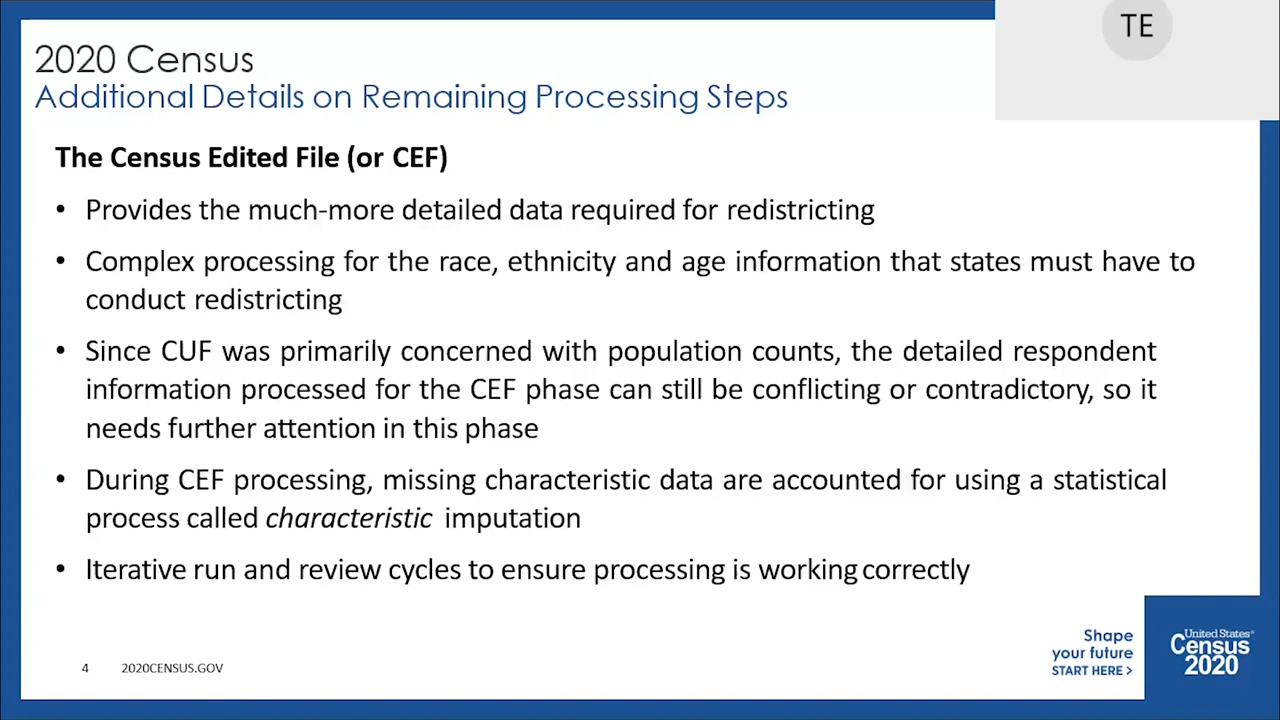 TE
2020 Census
Additional Details on Remaining Processing Steps
The Census Edited File (or CEF)
• Provides the much-more detailed data required for redistricting
• Complex processing for the race, ethnicity and age information that states must have to
conduct redistricting
• Since CUF was primarily concerned with population counts, the detailed respondent
information processed for the CEF phase can still be conflicting or contradictory, so it
needs further attention in this phase
• During CEF processing, missing characteristic data are accounted for using a statistical
process called characteristic imputation
• Iterative run and review cycles to ensure processing is working correctly
Shape
your future
START HERE >
United States®
Census
2020
4 2020CENSUS.GOV